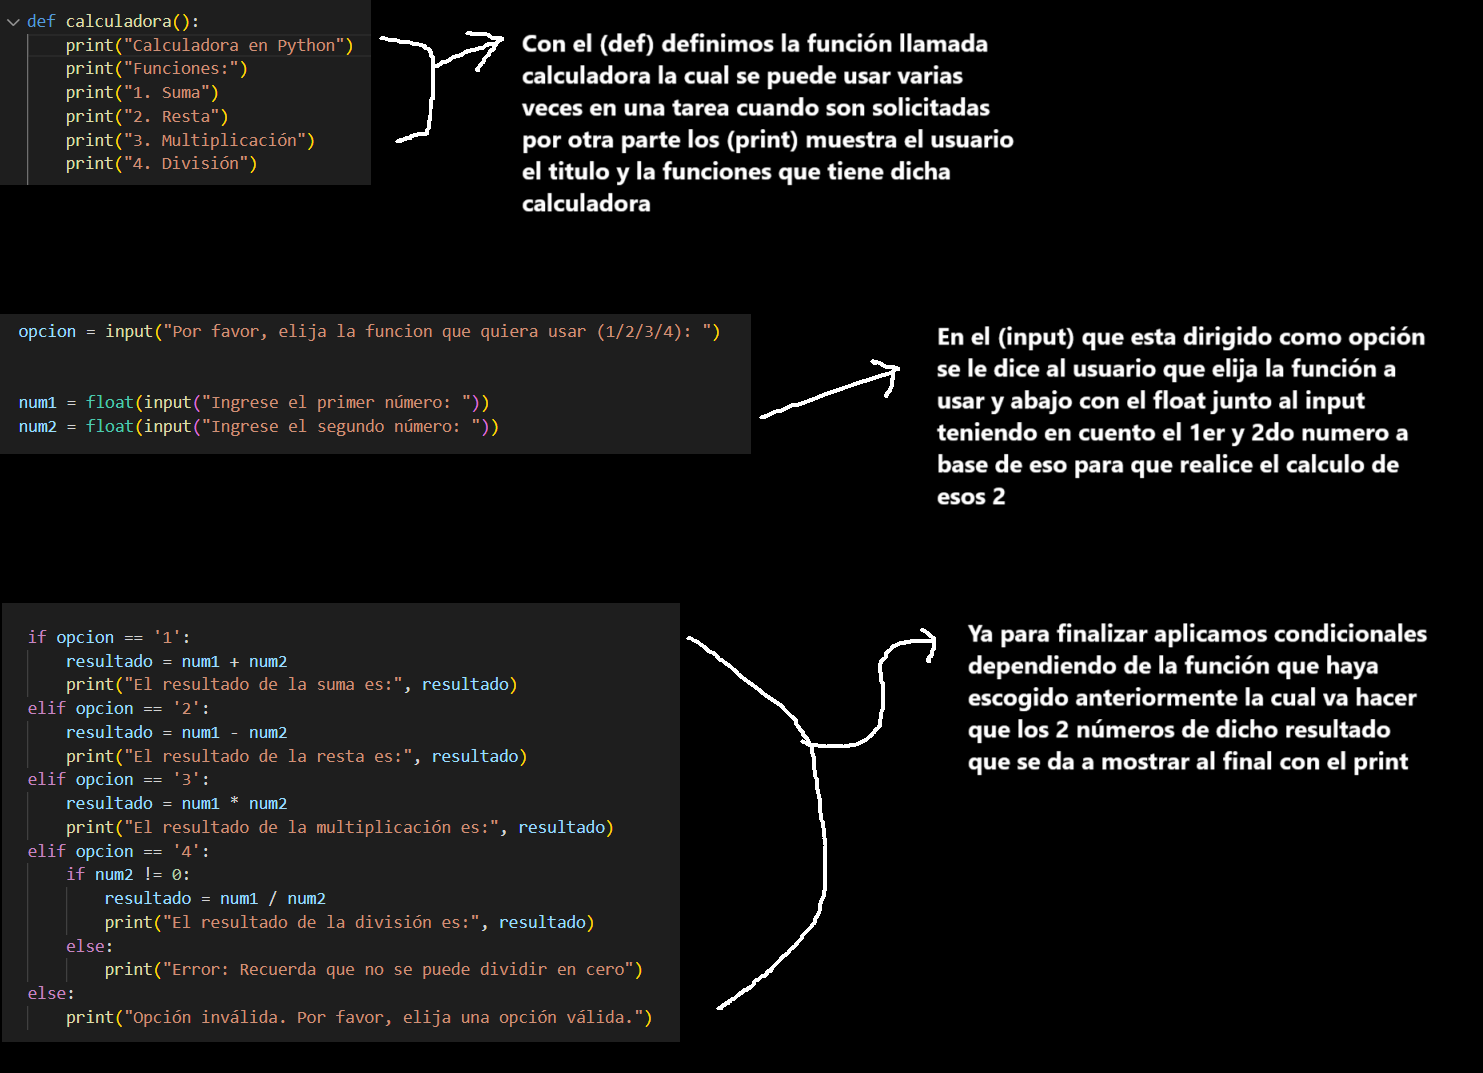 def calculadora():
print("Calculadora en Python")
print("Funciones:")
print("1. Suma")
print("2. Resta")
print("3. Multiplicación")
print("4. División")
Con el (def) definimos la función llamada
calculadora la cual se puede usar varias
veces en una tarea cuando son solicitadas
por otra parte los (print) muestra el usuario
el titulo y la funciones que tiene dicha
calculadora
opcion = input("Por favor, elija la funcion que quiera usar (1/2/3/4): ")
num1 = float(input("Ingrese el primer número: "))
num2 = float(input("Ingrese el segundo número: "))
En el (input) que esta dirigido como opción
se le dice al usuario que elija la función a
usar y abajo con el float junto al input
teniendo en cuento el 1er y 2do numero a
base de eso para que realice el calculo de
esos 2
if opcion == '1':
resultado = num1 + num2
print("El resultado de la suma es:", resultado)
elif opcion == '2':
resultado = num1 - num2
print("El resultado de la resta es:", resultado)
elif opcion == '3':
resultado = num1 * num2
print("El resultado de la multiplicación es:", resultado)
elif opcion == '4':
if num2 != 0:
resultado = num1 / num2
print("El resultado de la división es:", resultado)
else:
print("Error: Recuerda que no se puede dividir en cero")
else:
print("Opción inválida. Por favor, elija una opción válida.")
Ya para finalizar aplicamos condicionales
dependiendo de la función que haya
escogido anteriormente la cual va hacer
que los 2 números de dicho resultado
que se da a mostrar al final con el print